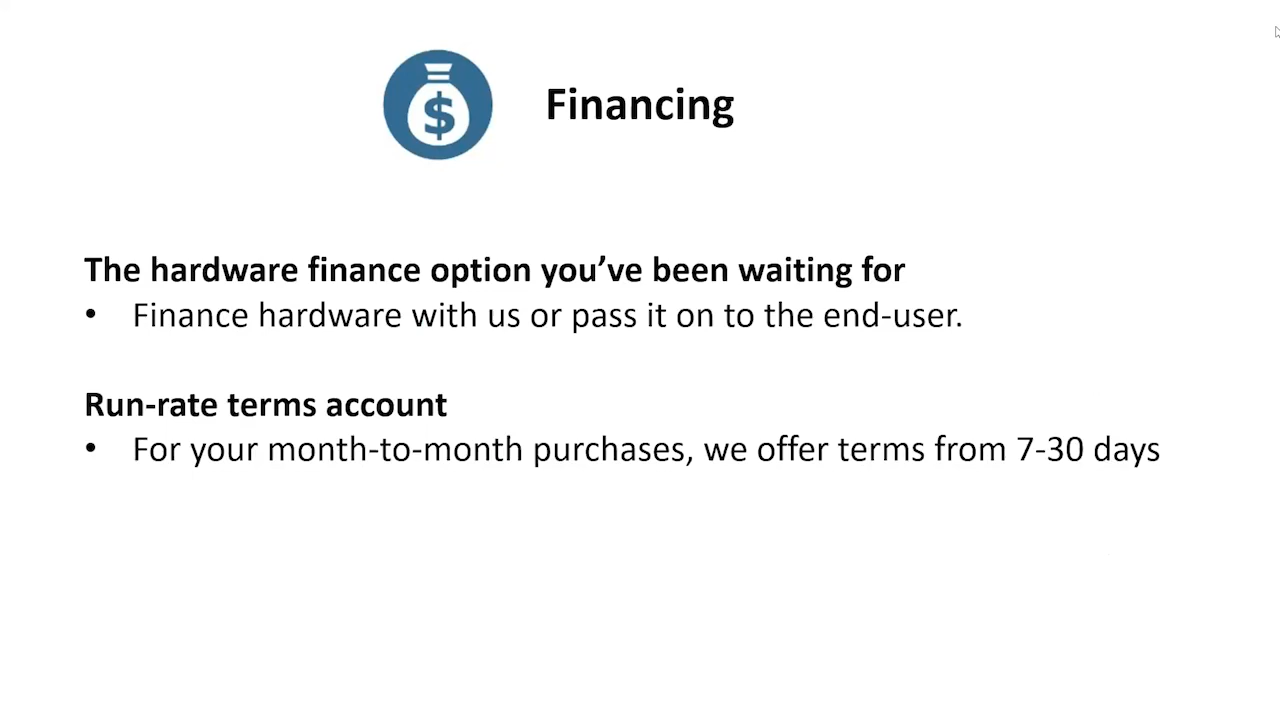 $
Financing
The hardware finance option you’ve been waiting for
• Finance hardware with us or pass it on to the end-user.
Run-rate terms account
• For your month-to-month purchases, we offer terms from 7-30 days